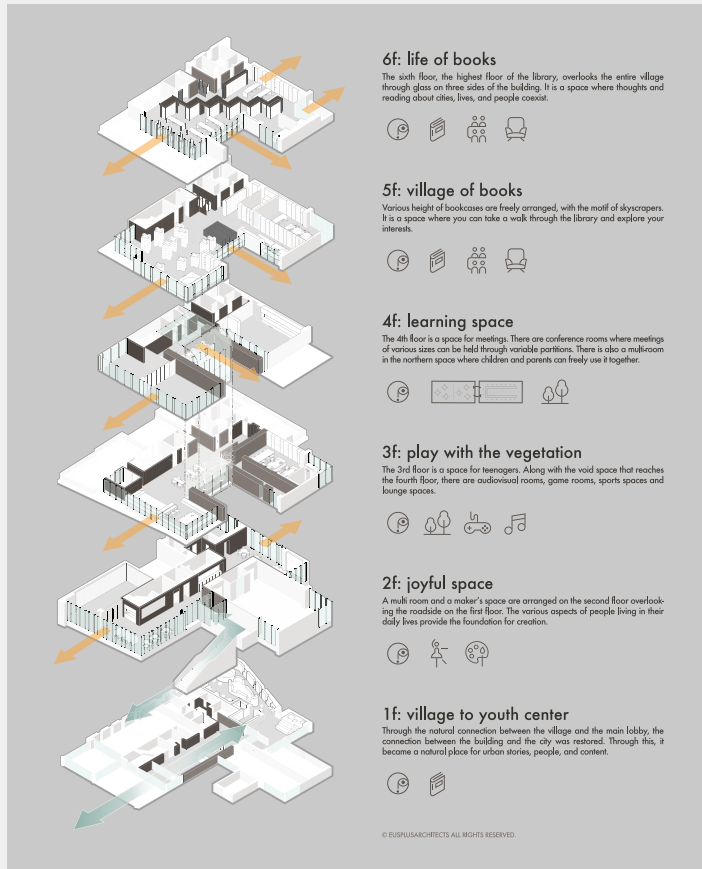 6f: life of books
The sixth floor, the highest floor of the library, overlooks the entire village
through glass on three sides of the building. It is a space where thoughts and
reading about cities, lives, and people coexist.
5f: village of books
Various height of bookcases are freely arranged, with the motif of skyscrapers.
It is a space where you can take a walk through the library and explore your
interests.
4f: learning space
The 4th floor is a space for meetings. There are conference rooms where meetings
of various sizes can be held through variable partitions. There is also a multi-room
in the northern space where children and parents can freely use it together.
3f: play with the vegetation
The 3rd floor is a space for teenagers. Along with the void space that reaches
the fourth floor, there are audiovisual rooms, game rooms, sports spaces and
lounge spaces.
2f: joyful space
A multi room and a maker's space are arranged on the second floor overlook-
ing the roadside on the first floor. The various aspects of people living in their
daily lives provide the foundation for creation.
1f: village to youth center
Through the natural connection between the village and the main lobby, the
connection between the building and the city was restored. Through this, it
became a natural place for urban stories, people, and content.
© EUSPLUSARCHITECTS ALL RIGHTS RESERVED.